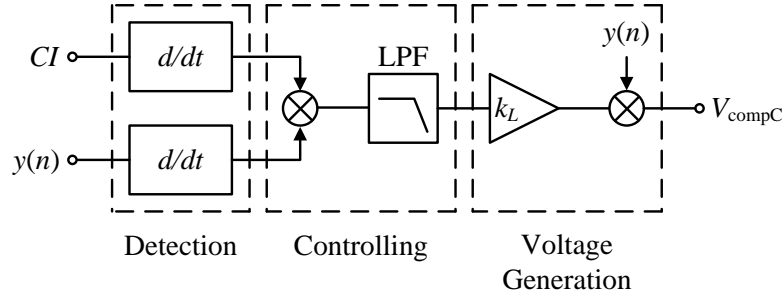 y(n)
LPF
CI
d/dt
k_L
V_compC
y(n)
d/dt
Detection
Controlling
Voltage
Generation